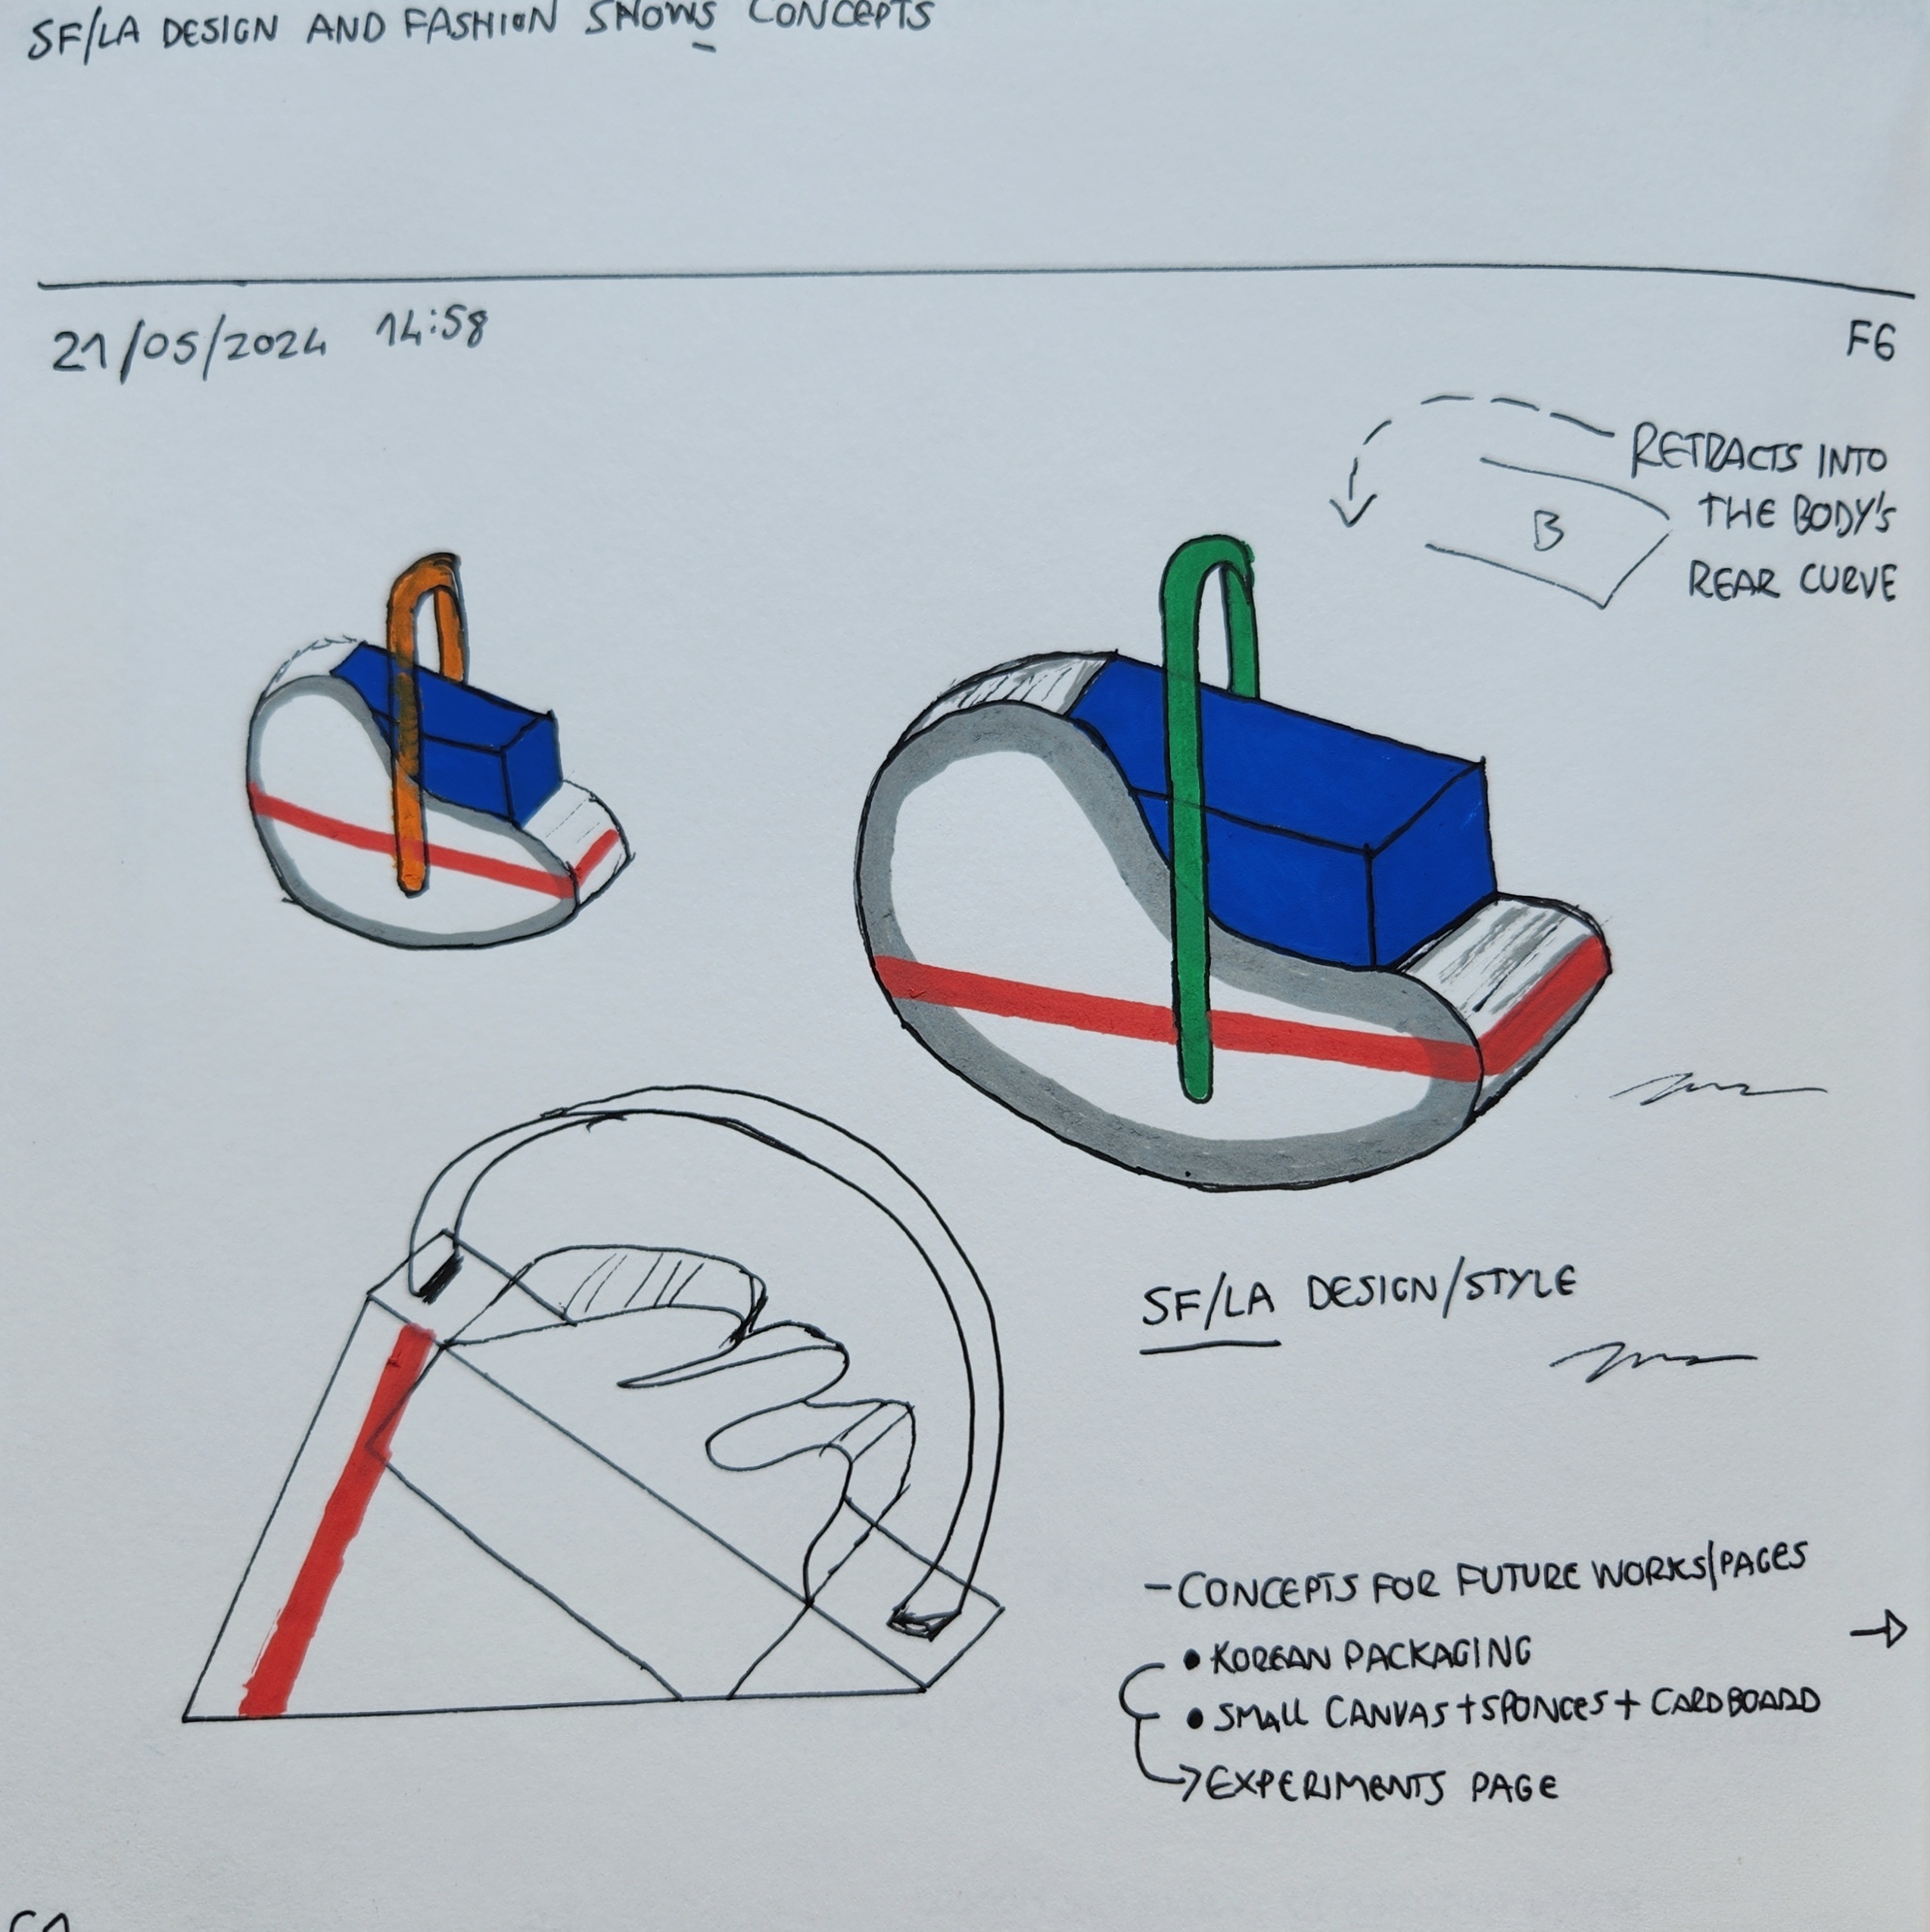 SF/LA DESIGN AND FASHION SHOWS CONCEPTS
21/05/2024 14:58
F6
RETRACTS INTO
THE BODY'S
REAR CURVE
B
SF/LA DESIGN/STYLE
-CONCEPTS FOR FUTURE WORKS/PAGES
• KOREAN PACKAGING
• SMALL CANVAS+SPONGES+CARDBOARD
EXPERIMENTS PAGE